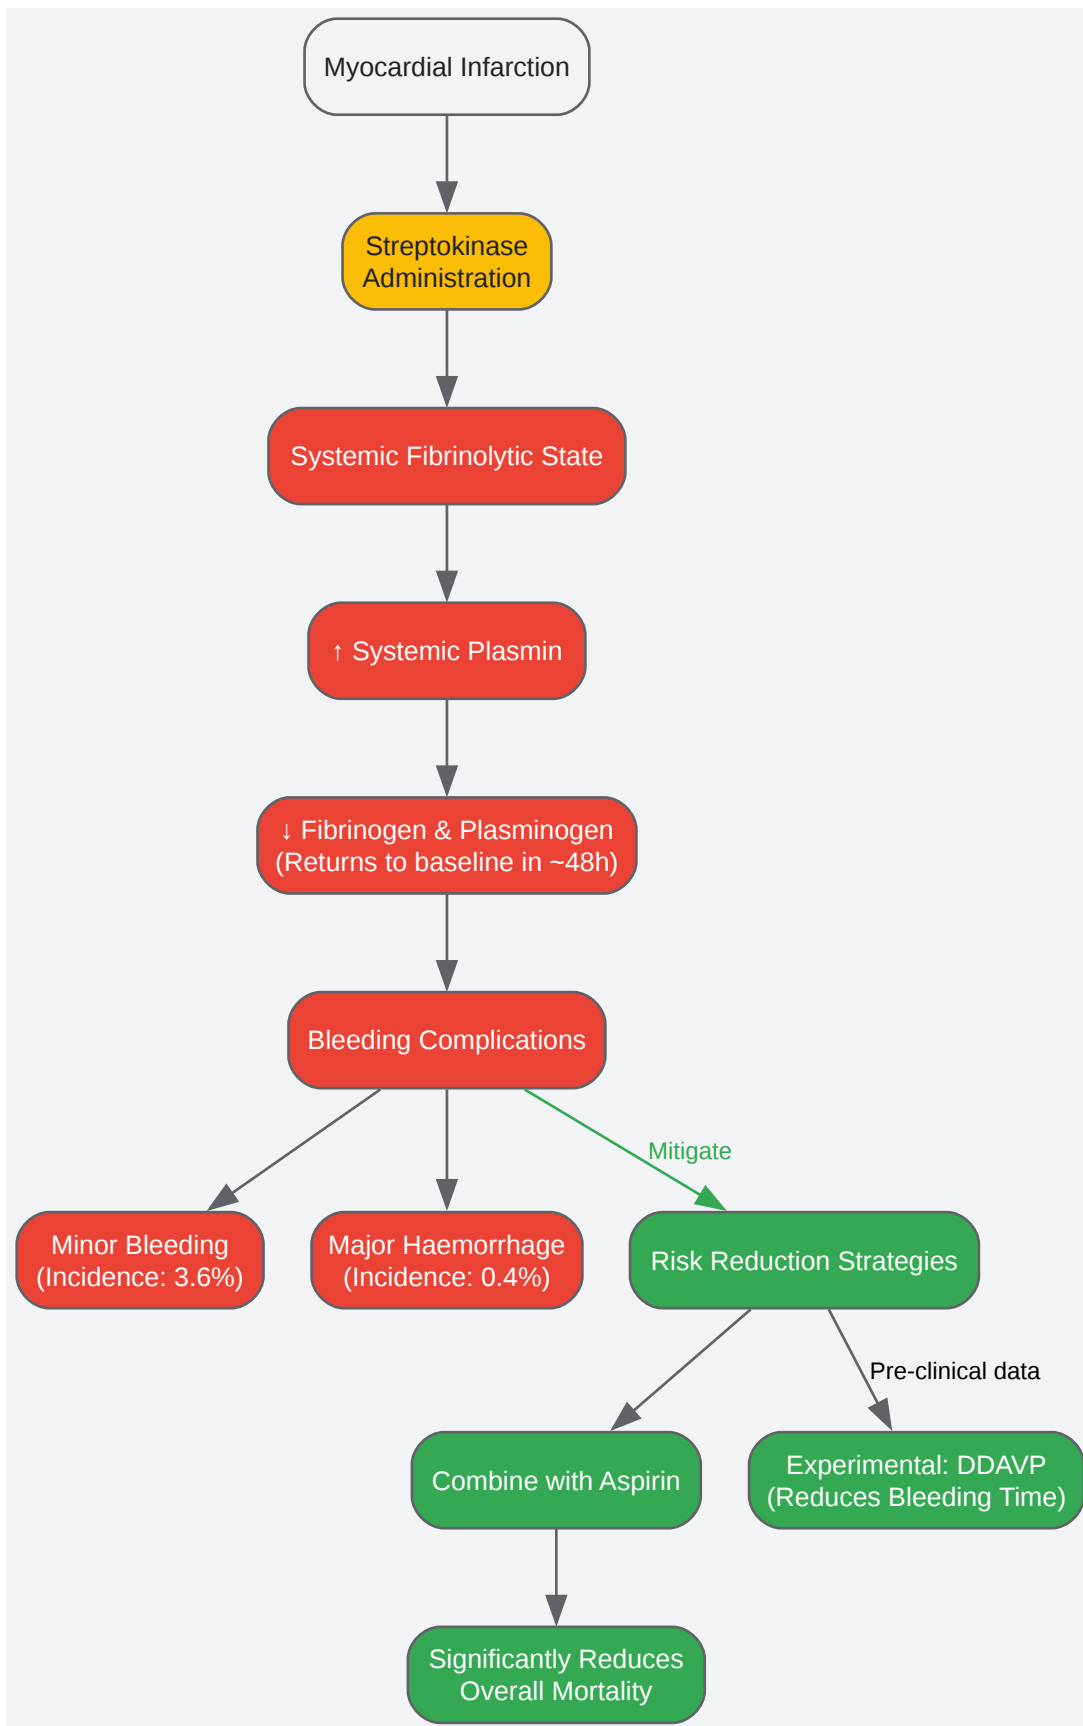 Myocardial Infarction
Streptokinase
Administration
Systemic Fibrinolytic State
↑ Systemic Plasmin
↓ Fibrinogen & Plasminogen
(Returns to baseline in ~48h)
Bleeding Complications
Mitigate
Minor Bleeding
(Incidence: 3.6%)
Major Haemorrhage
(Incidence: 0.4%)
Risk Reduction Strategies
Pre-clinical data
Combine with Aspirin
Experimental: DDAVP
(Reduces Bleeding Time)
Significantly Reduces
Overall Mortality